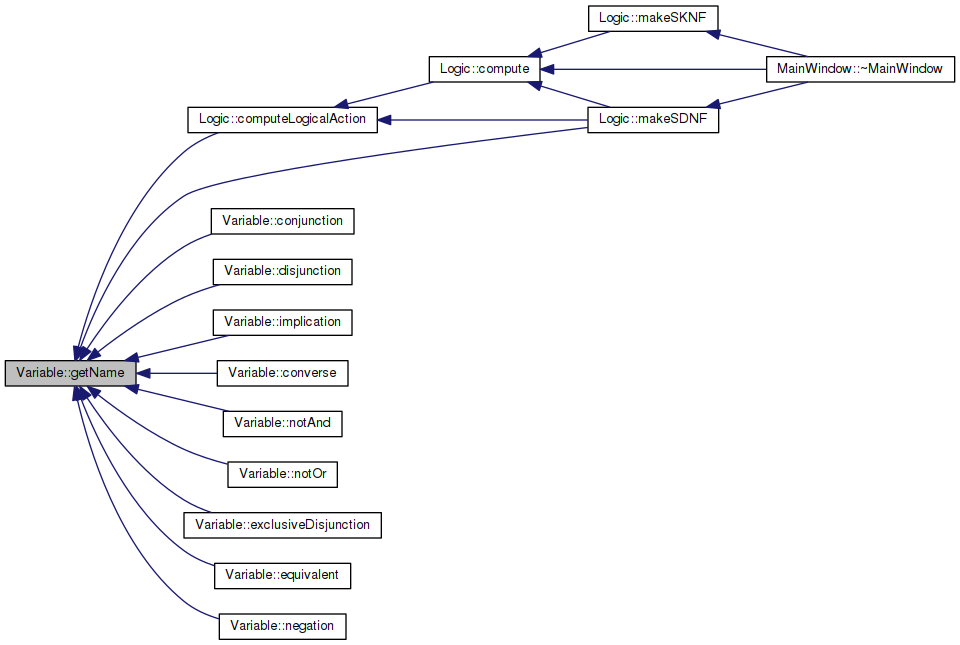 Logic::makeSKNF
Logic::compute
MainWindow::~MainWindow
Logic::computeLogicalAction
Logic::makeSDNF
Variable::conjunction
Variable::disjunction
Variable::implication
Variable::getName
Variable::converse
Variable::notAnd
Variable::notOr
Variable::exclusiveDisjunction
Variable::equivalent
Variable::negation